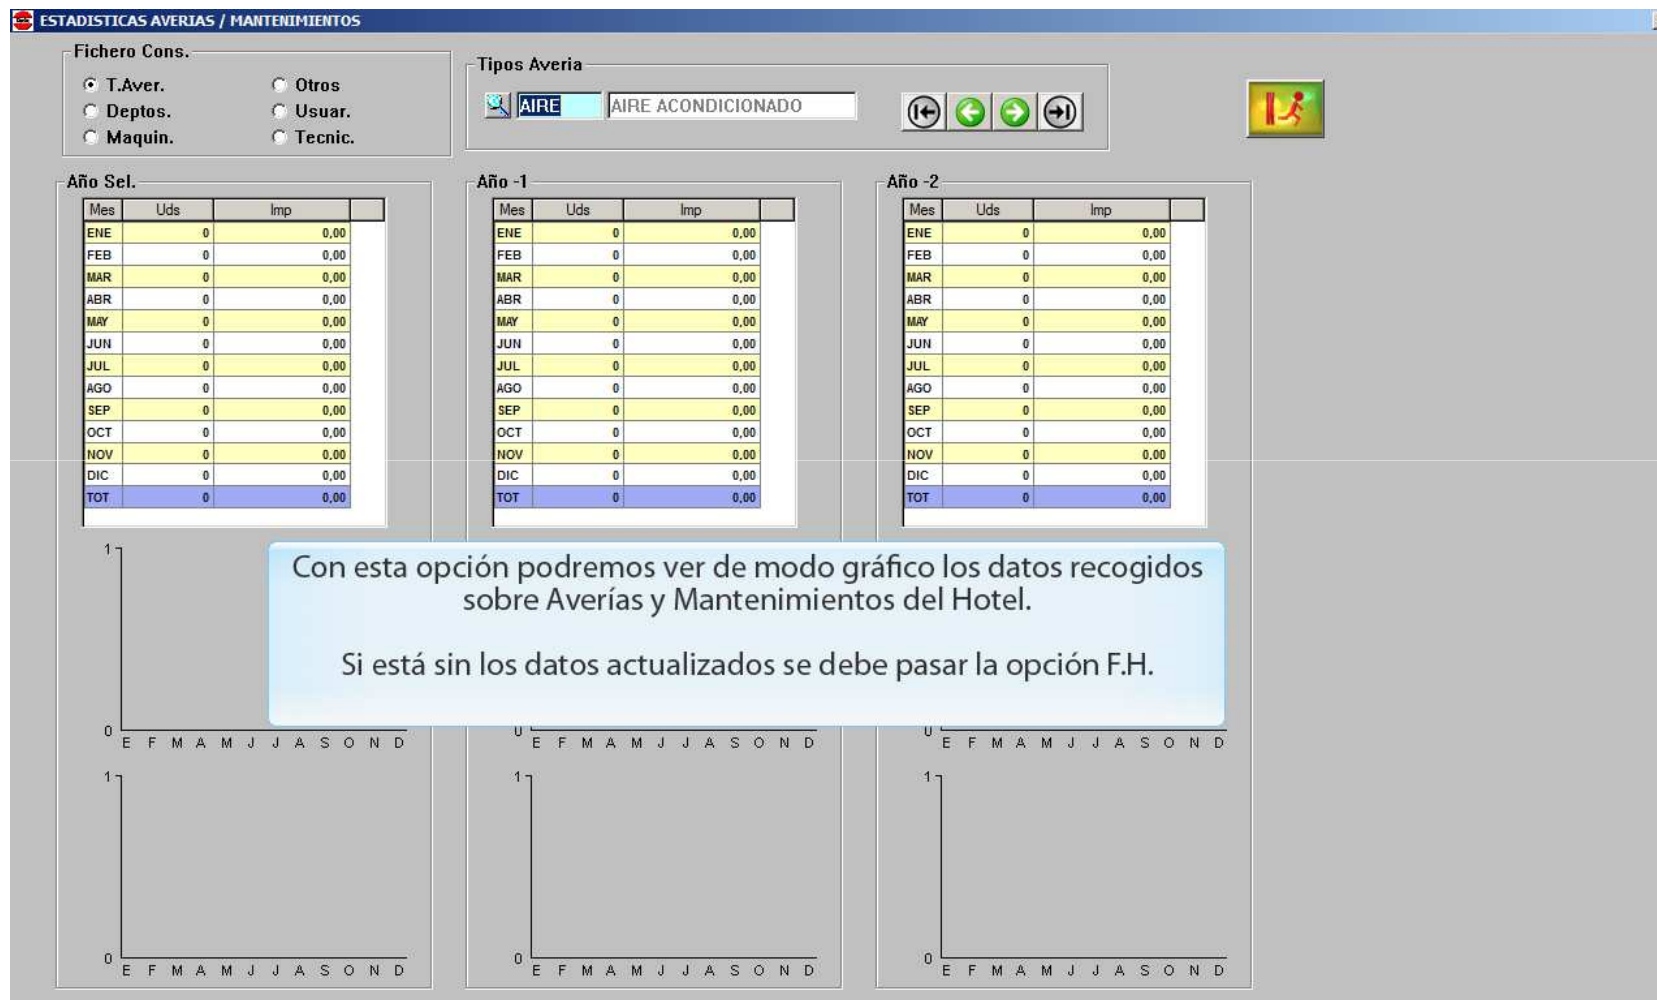 ESTADISTICAS AVERIAS / MANTENIMIENTOS
Fichero Cons.
T.Aver. Otros
Deptos. Usuar.
Maquin. Tecnic.
Tipos Averia
AIRE AIRE ACONDICIONADO
Año Sel. Año -1 Año -2
Mes Uds Imp Mes Uds Imp Mes Uds Imp
ENE 0 0,00 ENE 0 0,00 ENE 0 0,00
FEB 0 0,00 FEB 0 0,00 FEB 0 0,00
MAR 0 0,00 MAR 0 0,00 MAR 0 0,00
ABR 0 0,00 ABR 0 0,00 ABR 0 0,00
MAY 0 0,00 MAY 0 0,00 MAY 0 0,00
JUN 0 0,00 JUN 0 0,00 JUN 0 0,00
JUL 0 0,00 JUL 0 0,00 JUL 0 0,00
AGO 0 0,00 AGO 0 0,00 AGO 0 0,00
SEP 0 0,00 SEP 0 0,00 SEP 0 0,00
OCT 0 0,00 OCT 0 0,00 OCT 0 0,00
NOV 0 0,00 NOV 0 0,00 NOV 0 0,00
DIC 0 0,00 DIC 0 0,00 DIC 0 0,00
TOT 0 0,00 TOT 0 0,00 TOT 0 0,00
1
Con esta opción podremos ver de modo gráfico los datos recogidos
sobre Averías y Mantenimientos del Hotel.
Si está sin los datos actualizados se debe pasar la opción F.H.
0 0 0
E F M A M J J A S O N D E F M A M J J A S O N D E F M A M J J A S O N D
1 1 1
0 0 0
E F M A M J J A S O N D E F M A M J J A S O N D E F M A M J J A S O N D